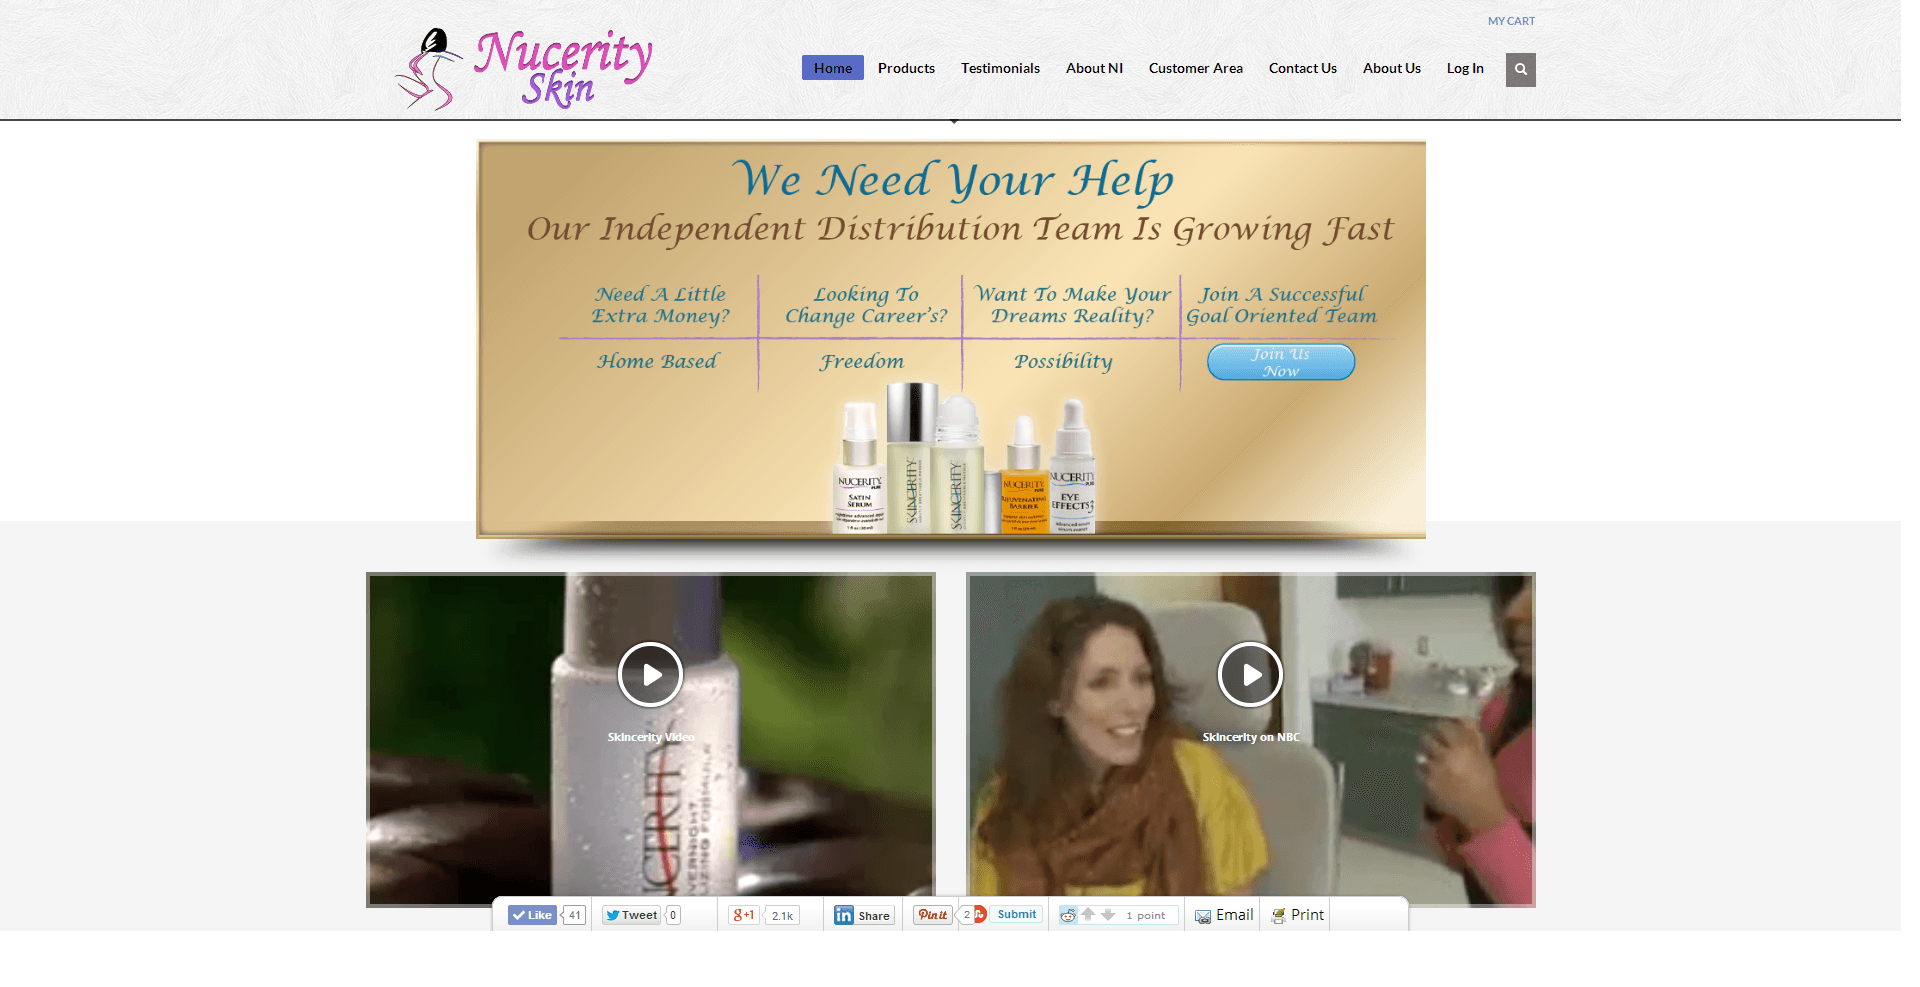 MY CART
Nucerity
Skin
Home Products Testimonials About NI Customer Area Contact Us About Us Log In
We Need Your Help
Our Independent Distribution Team Is Growing Fast
Need A Little
Extra Money?
Looking To
Change Career's?
Want To Make Your
Dreams Reality?
Join A Successful
Goal Oriented Team
Home Based
Freedom
Possibility
Join Us
Now
NUCERITY
SATIN
SERUM
SKINCERITY
SKINCERITY
NUCERITY
REJUVENATING
BARRIER
NUCERITY
EYE
EFFECTS3
Skincerity Video
NCERITY
VERNIGHT
Skincerity on NBC
Like 41 Tweet 0 g+1 2.1k in Share Pin it 2 Submit 1 point Email Print